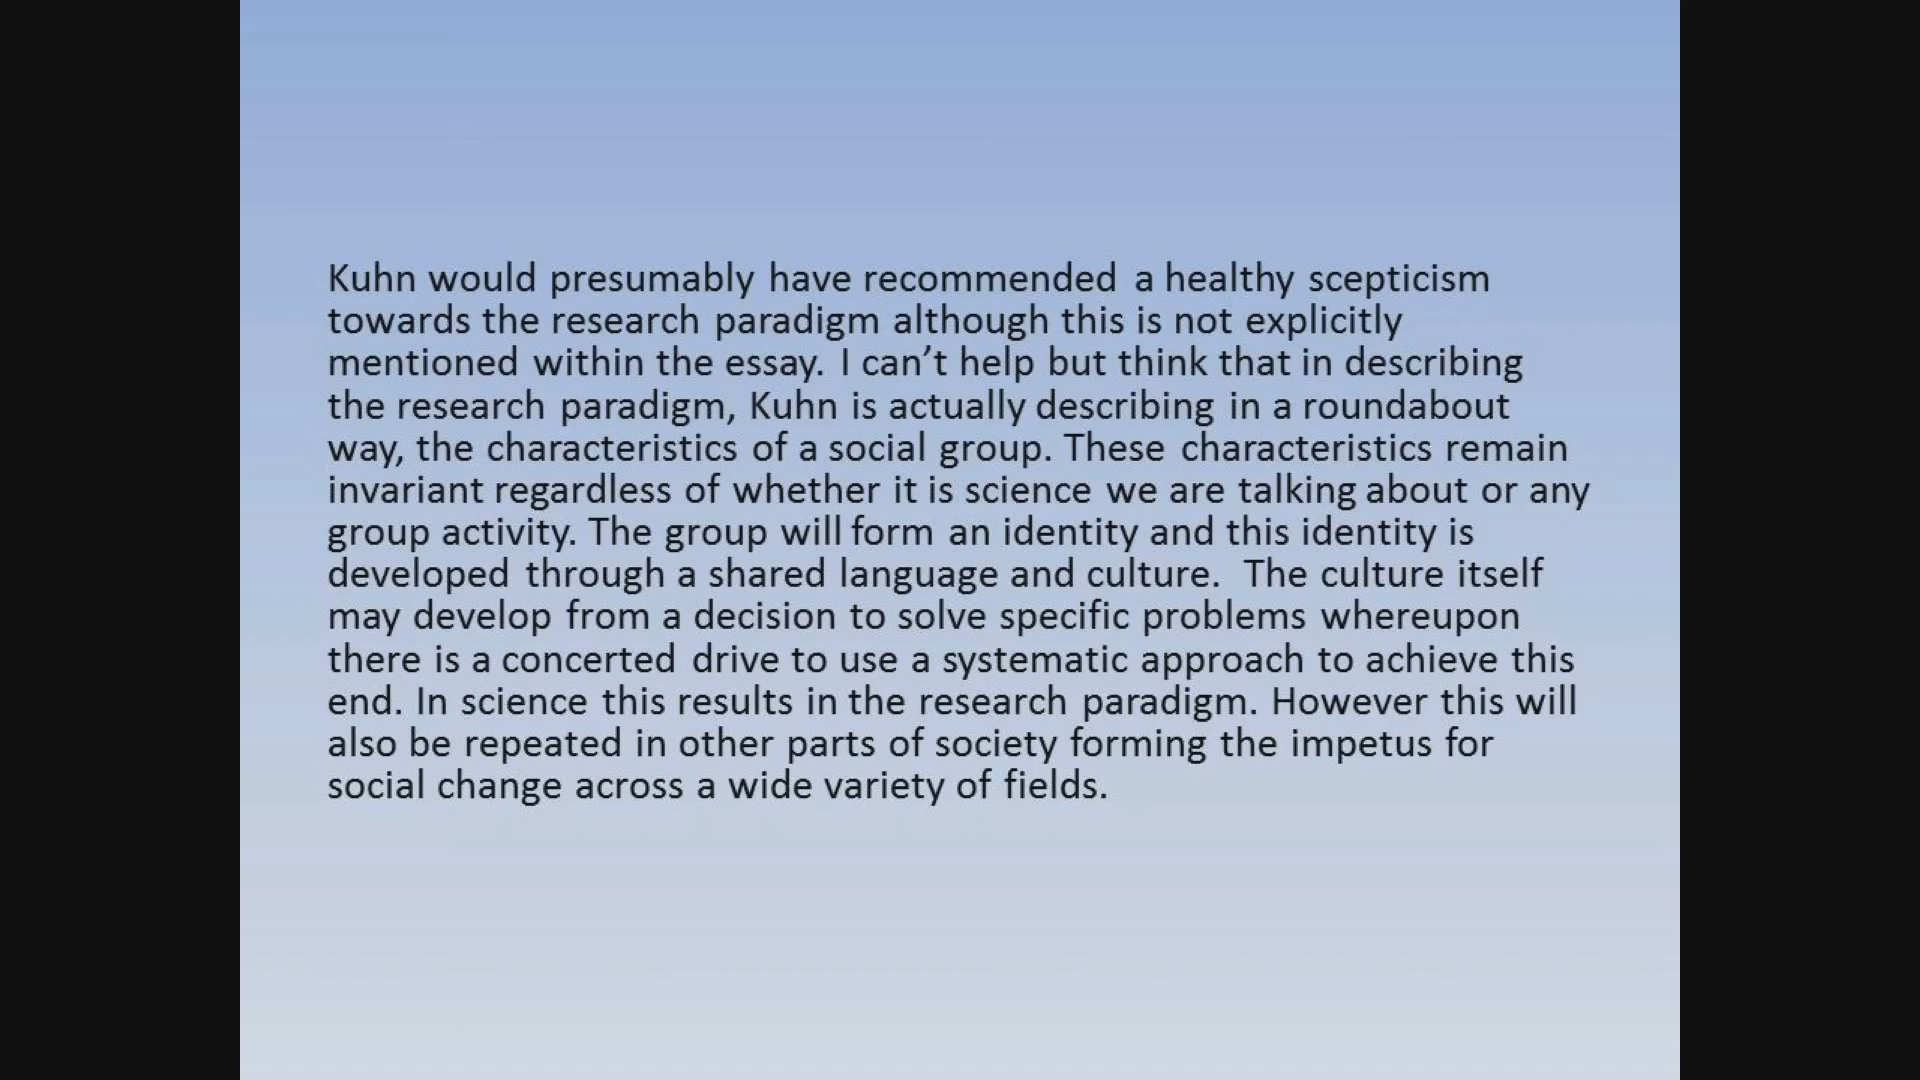 Kuhn would presumably have recommended a healthy scepticism
towards the research paradigm although this is not explicitly
mentioned within the essay. I can’t help but think that in describing
the research paradigm, Kuhn is actually describing in a roundabout
way, the characteristics of a social group. These characteristics remain
invariant regardless of whether it is science we are talking about or any
group activity. The group will form an identity and this identity is
developed through a shared language and culture.  The culture itself
may develop from a decision to solve specific problems whereupon
there is a concerted drive to use a systematic approach to achieve this
end. In science this results in the research paradigm. However this will
also be repeated in other parts of society forming the impetus for
social change across a wide variety of fields.